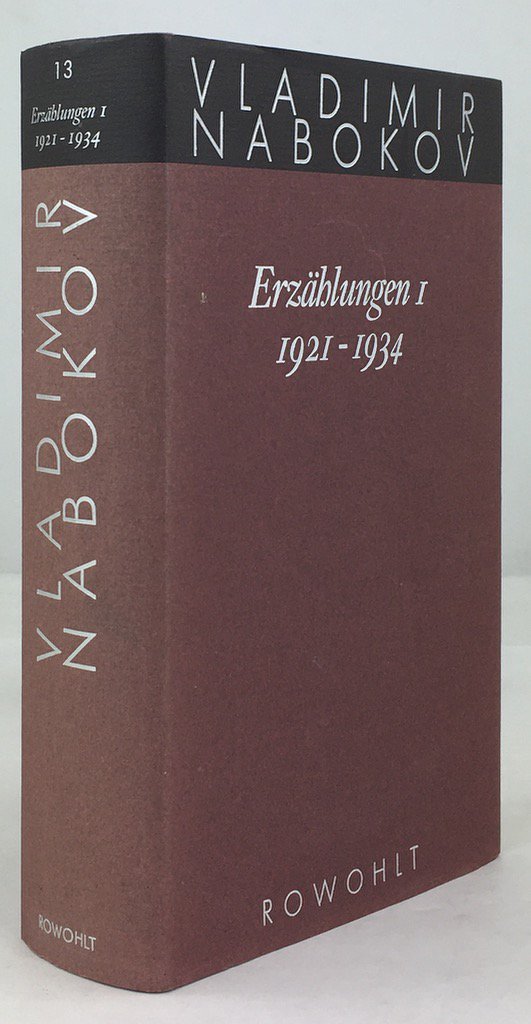 13
Erzählungen I
1921-1934
VLADIMIR
NABOKOV
ROWOHLT
VLADIMIR
NABOKOV
Erzählungen I
1921-1934
ROWOHLT